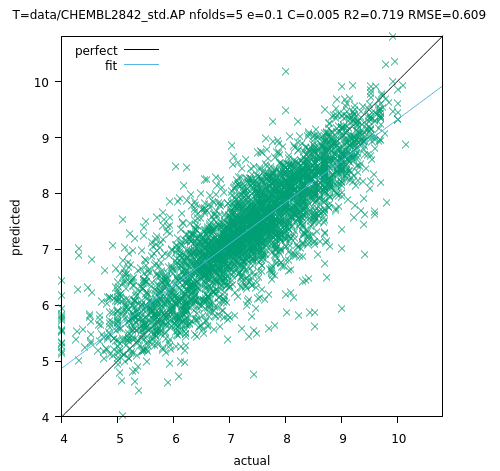 T=data/CHEMBL2842_std.AP nfolds=5 e=0.1 C=0.005 R2=0.719 RMSE=0.609
perfect
fit
10
9
8
7
6
5
4
predicted
4 5 6 7 8 9 10
actual